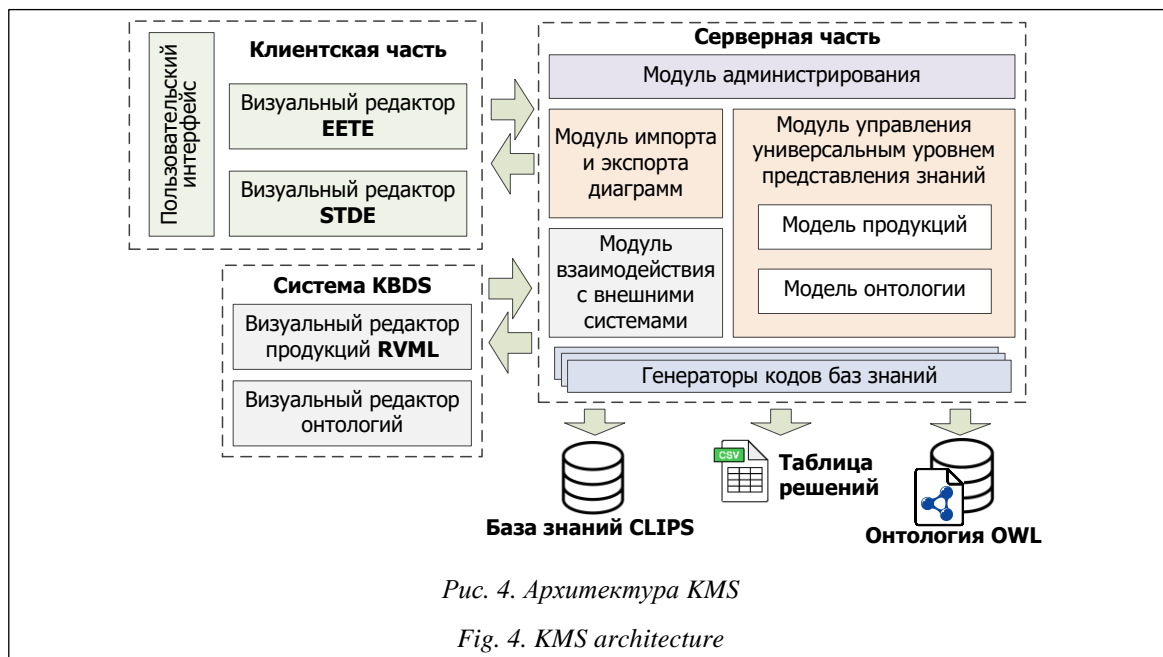 Клиентская часть
Пользовательский
интерфейс
Визуальный редактор
EETE
Визуальный редактор
STDE
Система KBDS
Визуальный редактор
продукций RVML
Визуальный редактор
онтологий
Серверная часть
Модуль администрирования
Модуль импорта
и экспорта
диаграмм
Модуль управления
универсальным уровнем
представления знаний
Модель продукций
Модель онтологии
Модуль
взаимодействия
с внешними
системами
Генераторы кодов баз знаний
База знаний CLIPS
CSV
Таблица
решений
Онтология OWL
Рис. 4. Архитектура KMS
Fig. 4. KMS architecture